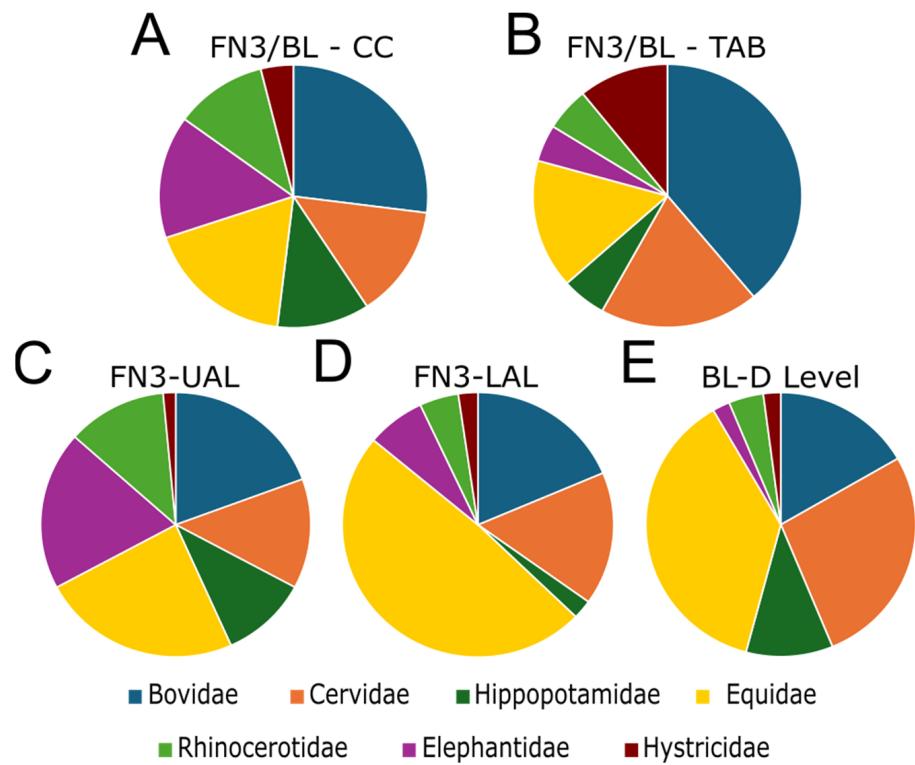 A
FN3/BL - CC
B
FN3/BL - TAB
C
FN3-UAL
D
FN3-LAL
E
BL-D Level
Bovidae
Cervidae
Hippopotamidae
Equidae
Rhinocerotidae
Elephantidae
Hystricidae